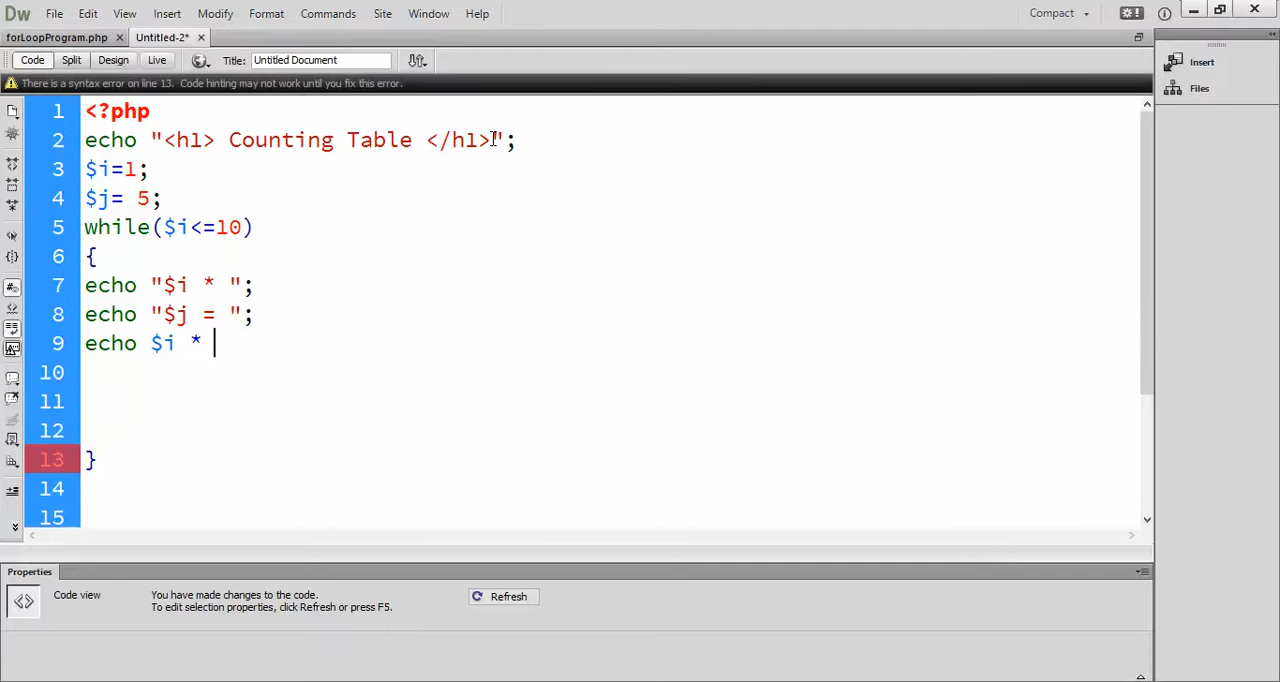 Dw File Edit View Insert Modify Format Commands Site Window Help Compact
forLoopProgram.php Untitled-2*
Code Split Design Live Title: Untitled Document
There is a syntax error on line 13. Code hinting may not work until you fix this error.
Insert
Files
1 <?php
2 echo "<h1> Counting Table </h1>";
3 $i=1;
4 $j= 5;
5 while($i<=10)
6 {
7 echo "$i * ";
8 echo "$j = ";
9 echo $i *
10
11
12
13 }
14
15
Properties
Code view
You have made changes to the code.
To edit selection properties, click Refresh or press F5.
Refresh